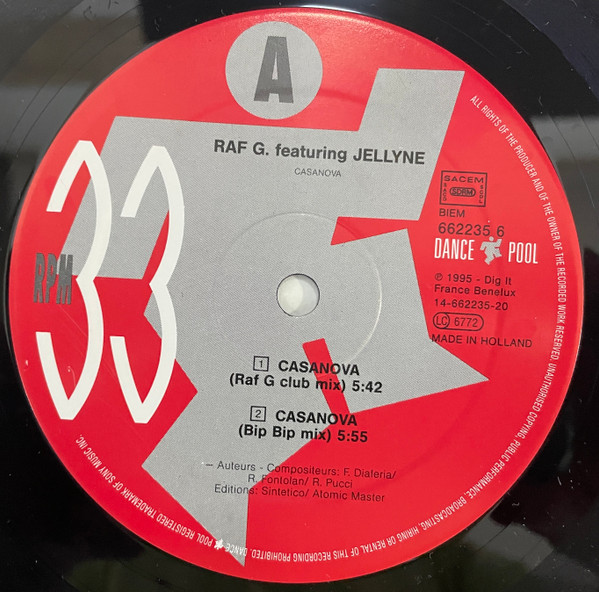 A
RAF G. featuring JELLYNE
CASANOVA
33
RPM
SACEM
SACD
SDRM
SGDL
BIEM
662235 6
DANCE POOL
℗ 1995 - Dig It
France Benelux
14-662235-20
LC 6772
MADE IN HOLLAND
1 CASANOVA
(Raf G club mix) 5:42
2 CASANOVA
(Bip Bip mix) 5:55
— Auteurs - Compositeurs: F. Diaferia/
R. Fontolan/ R. Pucci
Editions: Sintetico/ Atomic Master
ALL RIGHTS OF THE PRODUCER AND OF THE OWNER OF THE RECORDED WORK RESERVED. UNAUTHORISED COPYING, PUBLIC PERFORMANCE, BROADCASTING, HIRING OR RENTAL OF THIS RECORDING PROHIBITED. DANCE POOL REGISTERED TRADEMARK OF SONY MUSIC INC.